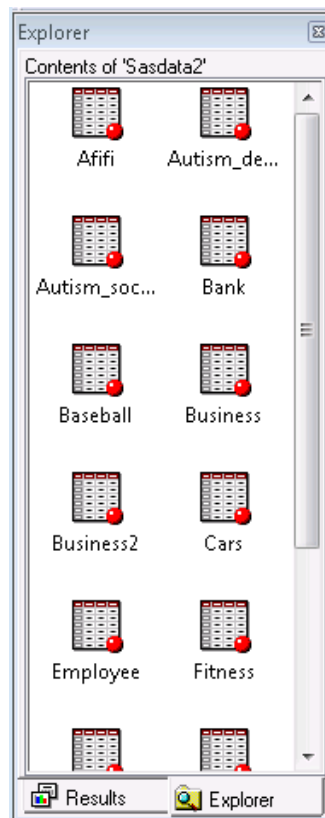 Explorer
Contents of 'Sasdata2'
Afifi Autism_de...
Autism_soc... Bank
Baseball Business
Business2 Cars
Employee Fitness
Results Explorer